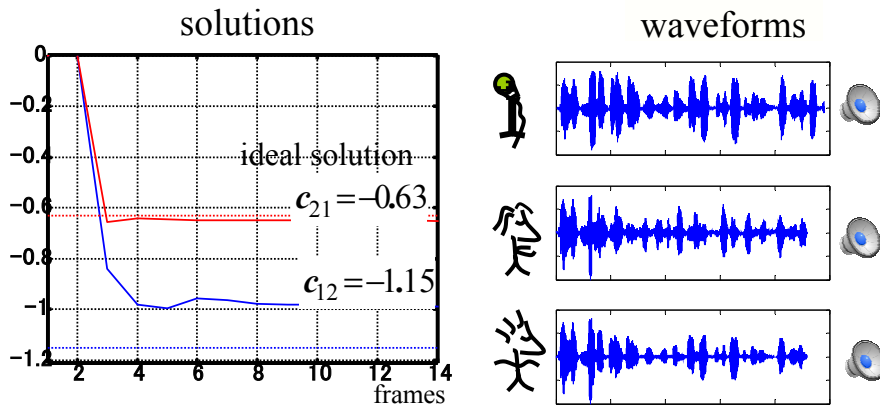 solutions
waveforms
0
-0.2
-0.4
-0.6
-0.8
-1
-1.2
ideal solution
c21=-0.63
c12=-1.15
2 4 6 8 10 12 14
frames